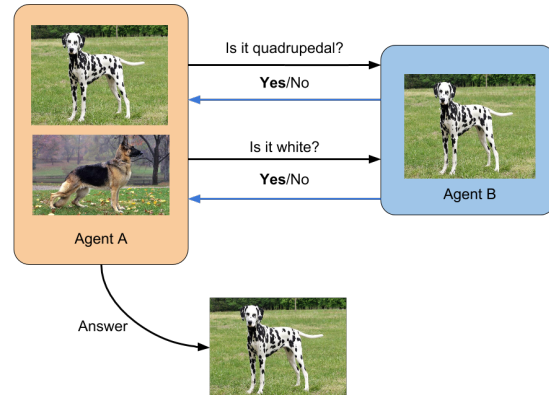 Is it quadrupedal?
Yes/No
Is it white?
Yes/No
Agent A
Agent B
Answer